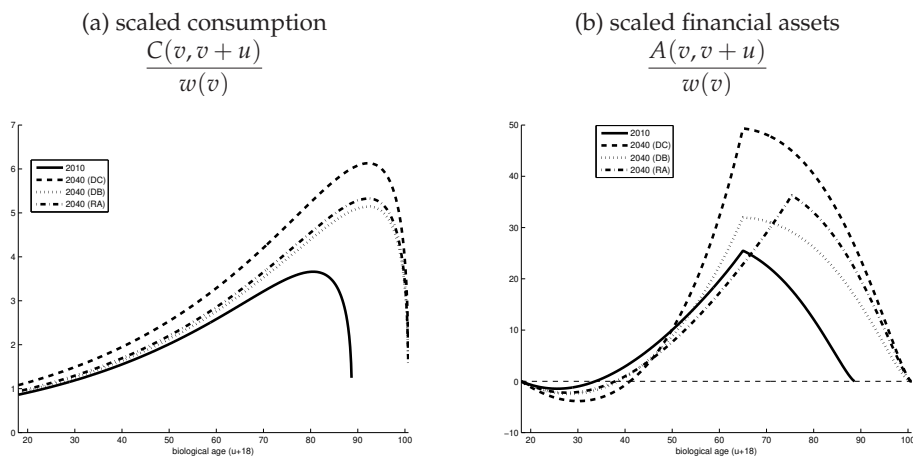 (a) scaled consumption
C(v, v + u)
w(v)
7
6
5
4
3
2
1
0
20 30 40 50 60 70 80 90 100
biological age (u+18)
2010
2040 (DC)
2040 (DB)
2040 (RA)
(b) scaled financial assets
A(v, v + u)
w(v)
50
40
30
20
10
0
−10
20 30 40 50 60 70 80 90 100
biological age (u+18)
2010
2040 (DC)
2040 (DB)
2040 (RA)